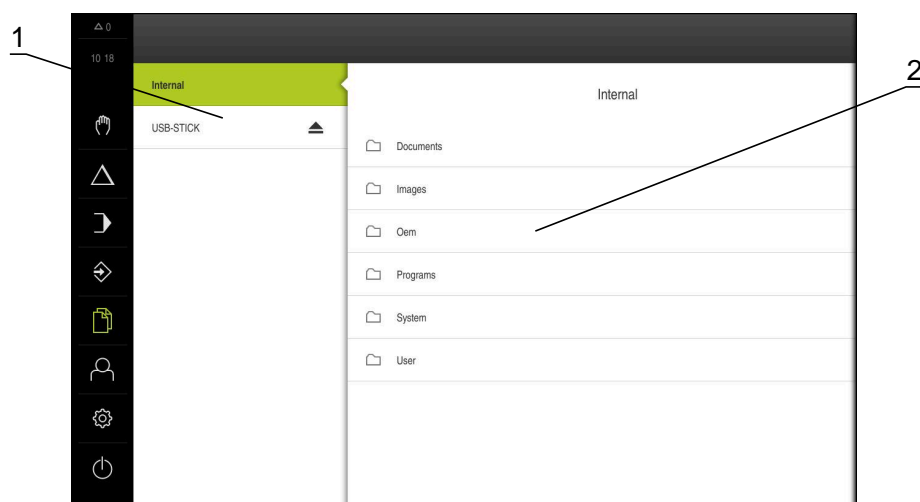 1
0
10 18
2
Internal
USB-STICK
Internal
Documents
Images
Oem
Programs
System
User